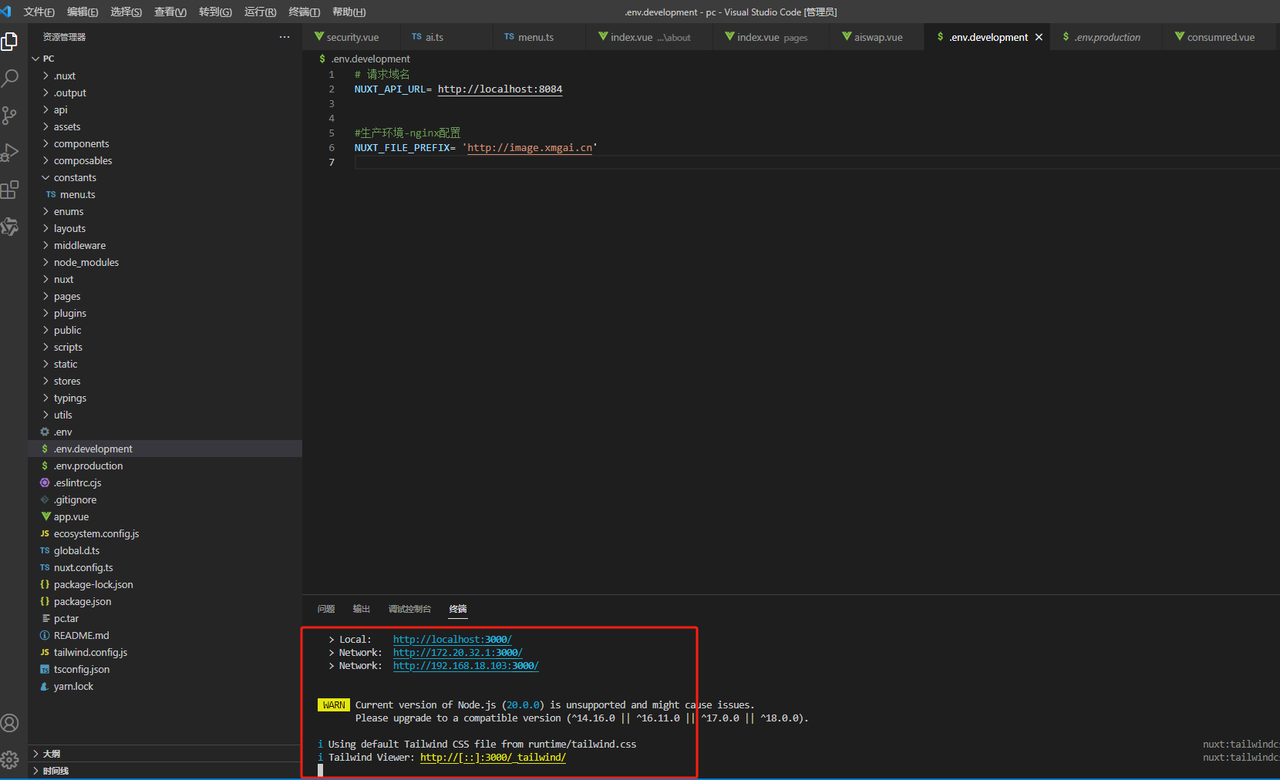 文件(F) 编辑(E) 选择(S) 查看(V) 转到(G) 运行(R) 终端(T) 帮助(H) .env.development - pc - Visual Studio Code [管理员]
资源管理器 ···
security.vue TS ai.ts TS menu.ts index.vue ...\about index.vue pages aiswap.vue $ .env.development $ .env.production consumred.vue
PC
.nuxt
.output
api
assets
components
composables
constants
TS menu.ts
enums
layouts
middleware
node_modules
nuxt
pages
plugins
public
scripts
static
stores
typings
utils
.env
$ .env.development
$ .env.production
.eslintrc.cjs
.gitignore
app.vue
JS ecosystem.config.js
TS global.d.ts
TS nuxt.config.ts
{} package-lock.json
{} package.json
pc.tar
README.md
JS tailwind.config.js
tsconfig.json
yarn.lock
大纲
时间线
$ .env.development
1 # 请求域名
2 NUXT_API_URL= http://localhost:8084
3
4
5 #生产环境-nginx配置
6 NUXT_FILE_PREFIX= 'http://image.xmgai.cn'
7
问题 输出 调试控制台 终端
> Local: http://localhost:3000/
> Network: http://172.20.32.1:3000/
> Network: http://192.168.18.103:3000/
WARN Current version of Node.js (20.0.0) is unsupported and might cause issues.
Please upgrade to a compatible version (^14.16.0 || ^16.11.0 || ^17.0.0 || ^18.0.0).
i Using default Tailwind CSS file from runtime/tailwind.css nuxt:tailwindc
i Tailwind Viewer: http://[::]:3000/_tailwind/ nuxt:tailwindc